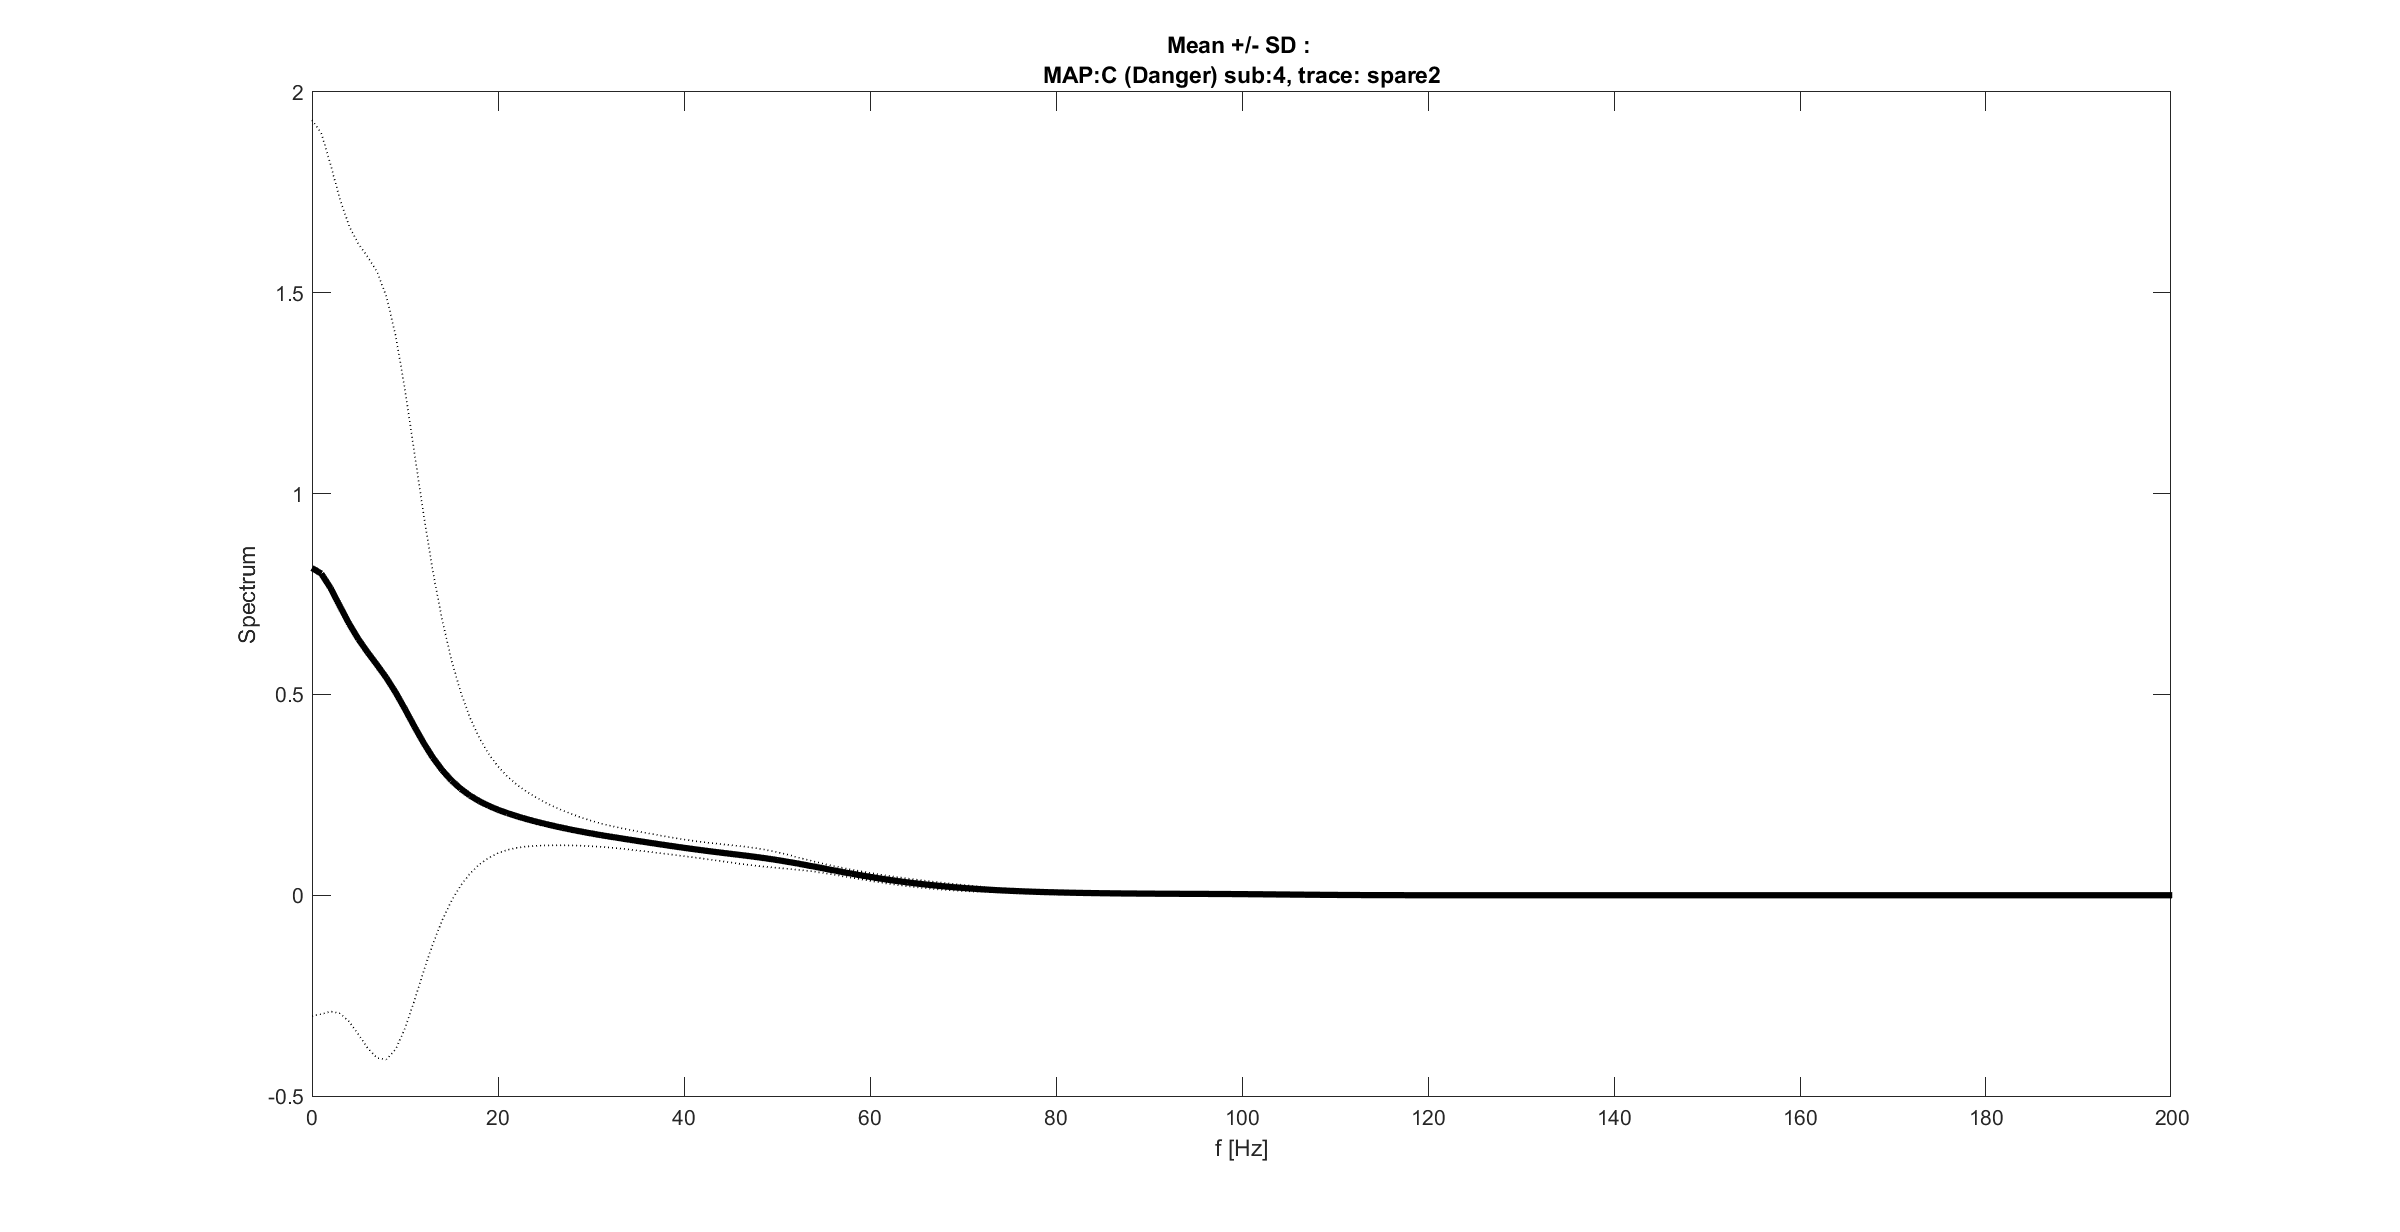 Mean +/- SD :
MAP:C (Danger) sub:4, trace: spare2
2
1.5
1
0.5
0
-0.5
Spectrum
0 20 40 60 80 100 120 140 160 180 200
f [Hz]